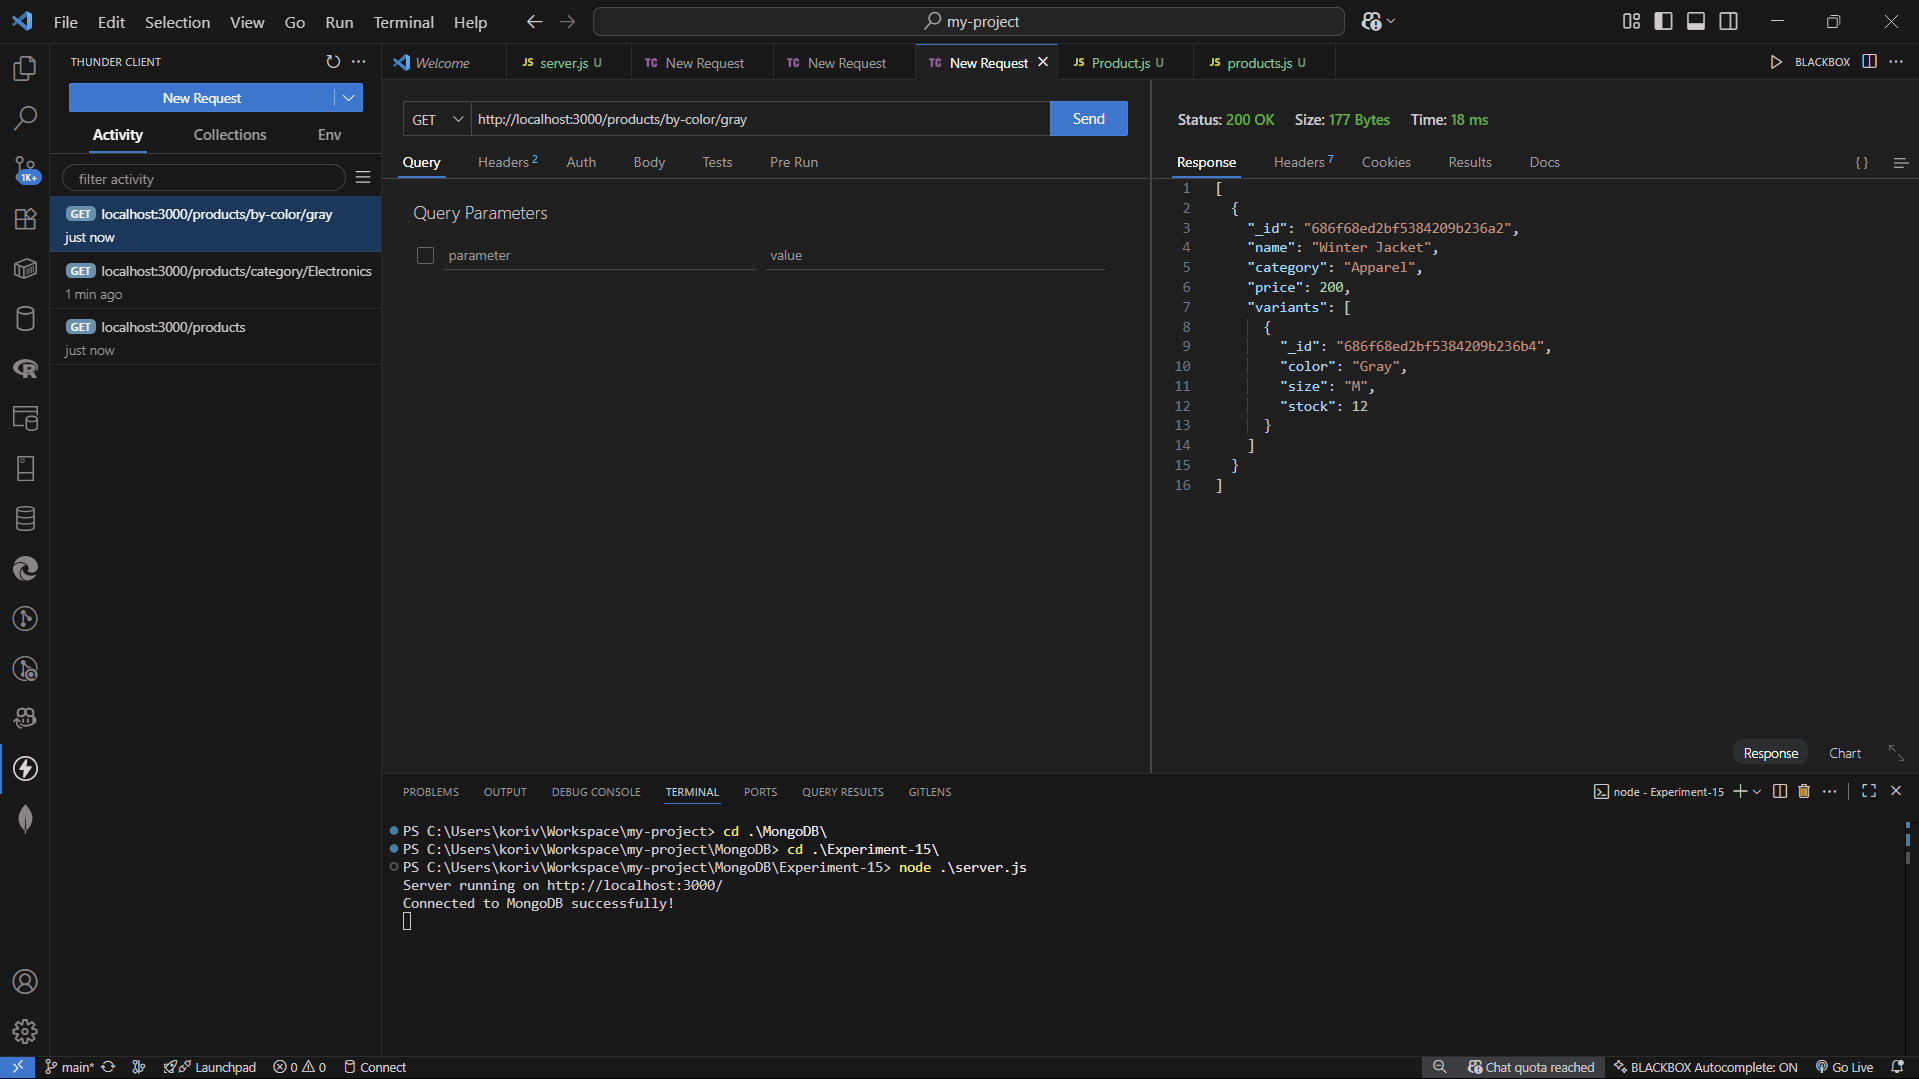 File Edit Selection View Go Run Terminal Help
my-project
THUNDER CLIENT
New Request
Activity Collections Env
filter activity
GET localhost:3000/products/by-color/gray
just now
GET localhost:3000/products/category/Electronics
1 min ago
GET localhost:3000/products
just now
1K+
Welcome
JS server.js U
TC New Request
TC New Request
TC New Request
JS Product.js U
JS products.js U
BLACKBOX
GET http://localhost:3000/products/by-color/gray Send
Query Headers 2 Auth Body Tests Pre Run
Query Parameters
parameter value
Status: 200 OK Size: 177 Bytes Time: 18 ms
Response Headers 7 Cookies Results Docs
{ }
1 [
2 {
3 "_id": "686f68ed2bf5384209b236a2",
4 "name": "Winter Jacket",
5 "category": "Apparel",
6 "price": 200,
7 "variants": [
8 {
9 "_id": "686f68ed2bf5384209b236b4",
10 "color": "Gray",
11 "size": "M",
12 "stock": 12
13 }
14 ]
15 }
16 ]
Response Chart
PROBLEMS OUTPUT DEBUG CONSOLE TERMINAL PORTS QUERY RESULTS GITLENS
node - Experiment-15
PS C:\Users\koriv\Workspace\my-project> cd .\MongoDB\
PS C:\Users\koriv\Workspace\my-project\MongoDB> cd .\Experiment-15\
PS C:\Users\koriv\Workspace\my-project\MongoDB\Experiment-15> node .\server.js
Server running on http://localhost:3000/
Connected to MongoDB successfully!
main* Launchpad 0 0 Connect
Chat quota reached BLACKBOX Autocomplete: ON Go Live